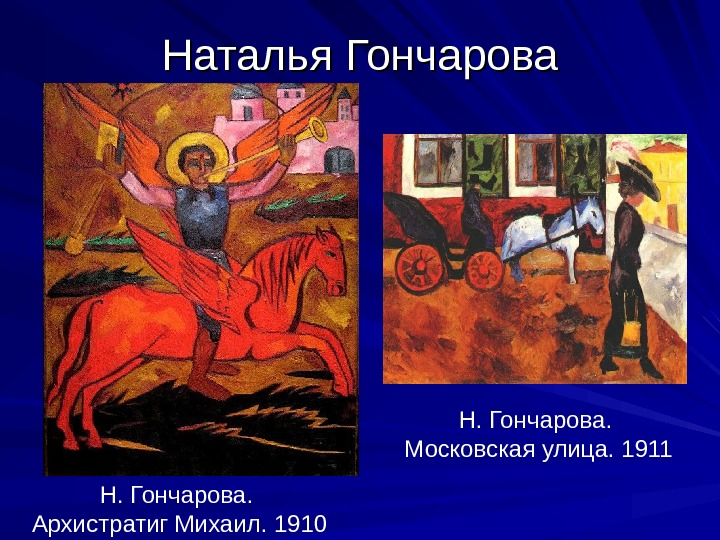 Наталья Гончарова
Н. Гончарова.
Московская улица. 1911
Н. Гончарова.
Архистратиг Михаил. 1910